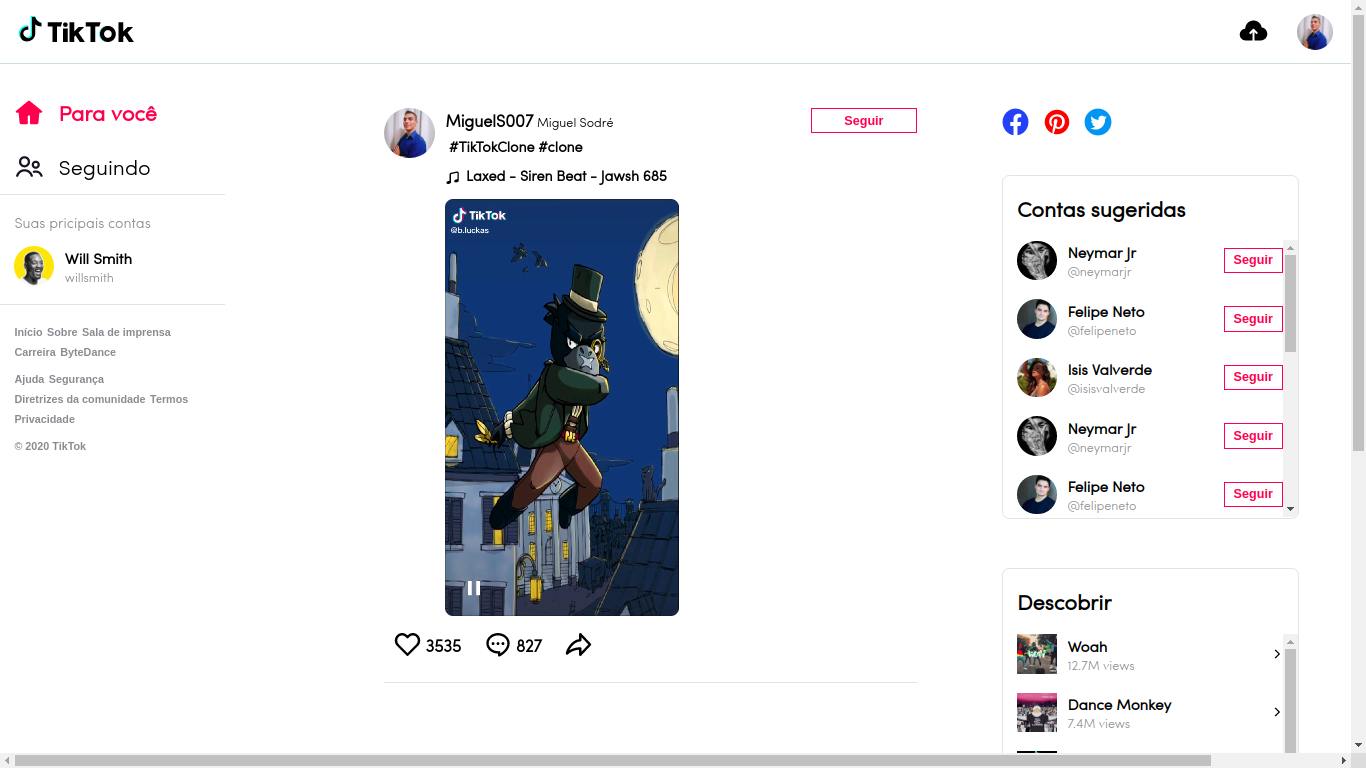 TikTok
Para você
Seguindo
Suas pricipais contas
Will Smith
willsmith
Início Sobre Sala de imprensa
Carreira ByteDance
Ajuda Segurança
Diretrizes da comunidade Termos
Privacidade
© 2020 TikTok
MiguelS007 Miguel Sodré
Seguir
#TikTokClone #clone
Laxed - Siren Beat - Jawsh 685
TikTok
@b.luckas
3535
827
Contas sugeridas
Neymar Jr
@neymarjr
Seguir
Felipe Neto
@felipeneto
Seguir
Isis Valverde
@isisvalverde
Seguir
Neymar Jr
@neymarjr
Seguir
Felipe Neto
@felipeneto
Seguir
Descobrir
Woah
12.7M views
Dance Monkey
7.4M views